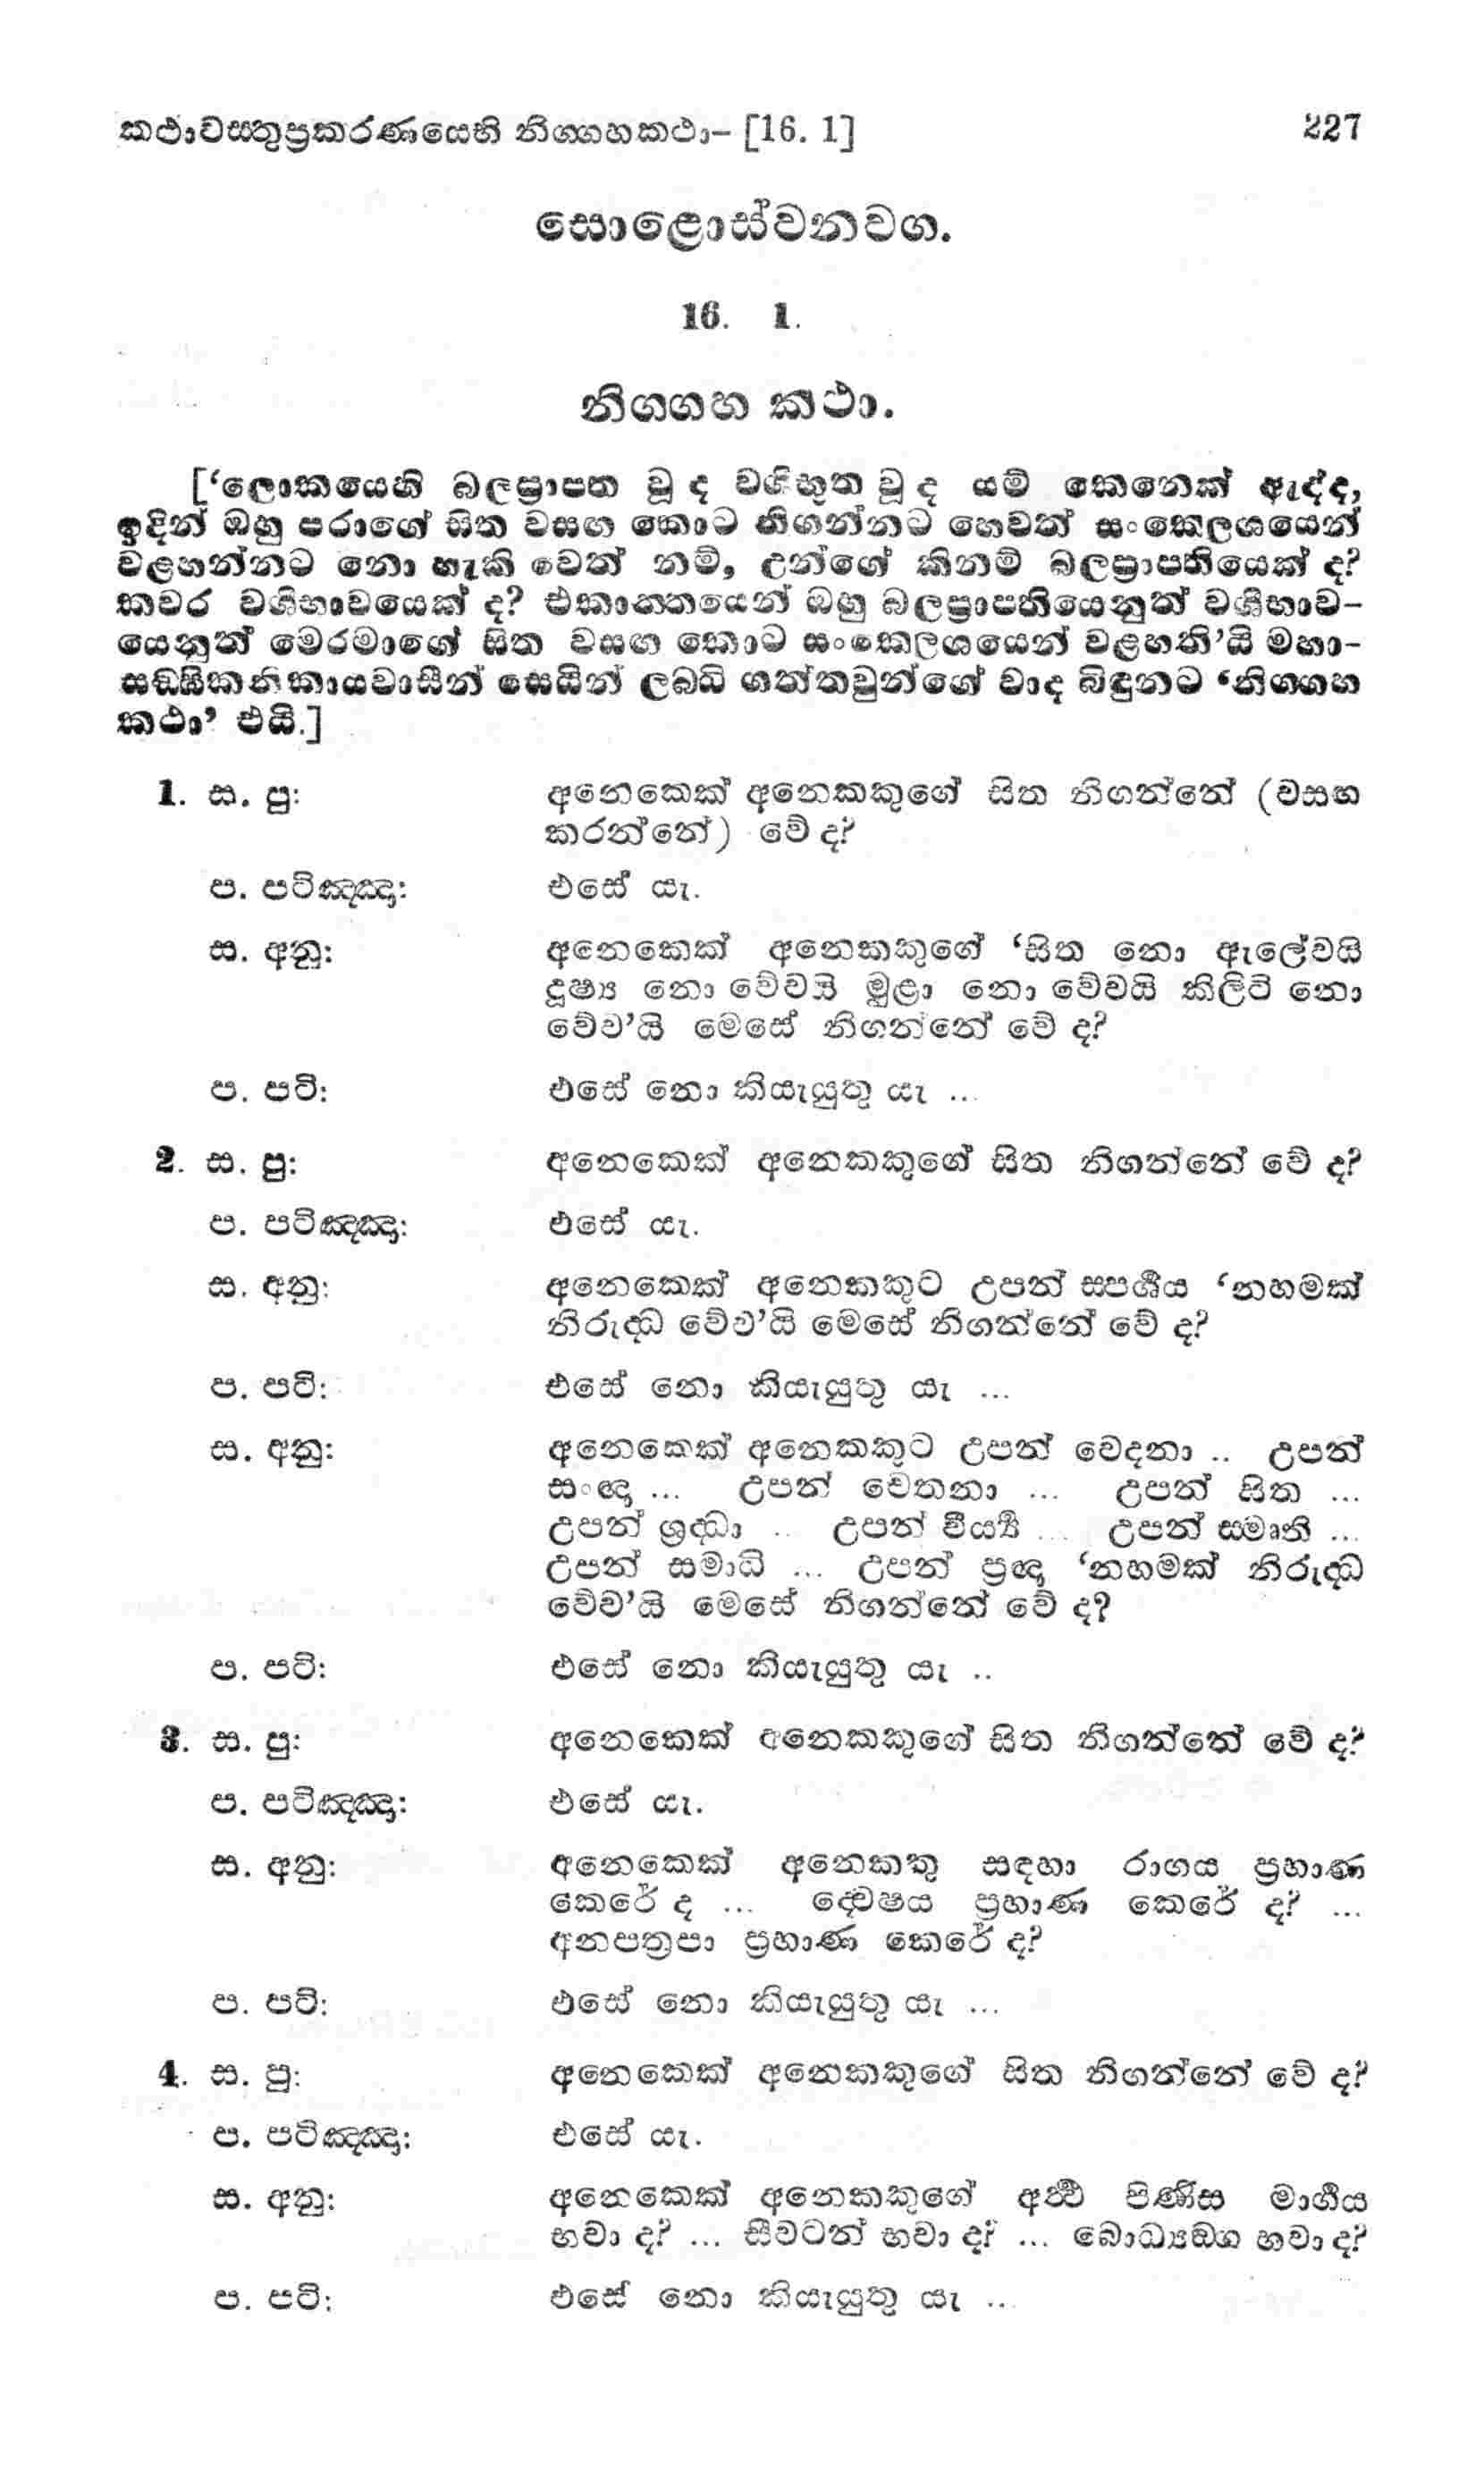 කථාවස්තුප්‍රකරණයෙහි නිග්ගහකථා– [16. 1] 227
සොළොස්වනවග.
16. 1.
නිග්ගහ කථා.
[‘ලොකයෙහි බලප්‍රාප්ත වූ ද වශීභූත වූ ද යම් කෙනෙක් ඇද්ද,
ඉදින් ඔහු පරාගේ සිත වසඟ කොට නිගන්නට හෙවත් සංක්ලේශයෙන්
වළහන්නට නො හැකි වෙත් නම්, උන්ගේ කිනම් බලප්‍රාප්තියෙක් ද?
කවර වශීභාවයෙක් ද? එකාන්තයෙන් ඔහු බලප්‍රාප්තියෙනුත් වශීභාව-
යෙනුත් මෙරමාගේ සිත වසඟ කොට සංක්ලේශයෙන් වළහති’යි මහා-
සඞ්ඝිකනිකායවාසීන් සෙයින් ලබ්ධි ගත්තවුන්ගේ වාද බිඳුනට ‘නිග්ගහ
කථා’ එයි.]
1. ස. පු: අනෙකෙක් අනෙකකුගේ සිත නිගන්නේ (වසඟ
කරන්නේ) වේ ද?
ප. පටිඤ්ඤා: එසේ යැ.
ස. අනු: අනෙකෙක් අනෙකකුගේ ‘සිත නො ඇලේවයි
දූෂ්‍ය නො වේවයි මුළා නො වේවයි කිලිටි නො
වේව’යි මෙසේ නිගන්නේ වේ ද?
ප. පටි: එසේ නො කියැයුතු යැ ...
2. ස. පු: අනෙකෙක් අනෙකකුගේ සිත නිගන්නේ වේ ද?
ප. පටිඤ්ඤා: එසේ යැ.
ස. අනු: අනෙකෙක් අනෙකකුට උපන් ස්පර්ශය ‘නහමක්
නිරුද්ධ වේව’යි මෙසේ නිගන්නේ වේ ද?
ප. පටි: එසේ නො කියැයුතු යැ ...
ස. අනු: අනෙකෙක් අනෙකකුට උපන් වේදනා .. උපන්
සංඥා ... උපන් චේතනා ... උපන් සිත ...
උපන් ශ්‍රද්ධා .. උපන් වීර්‍ය්‍ය ... උපන් ස්මෘති ...
උපන් සමාධි ... උපන් ප්‍රඥා ‘නහමක් නිරුද්ධ
වේව’යි මෙසේ නිගන්නේ වේ ද?
ප. පටි: එසේ නො කියැයුතු යැ ..
3. ස. පු: අනෙකෙක් අනෙකකුගේ සිත නිගන්නේ වේ ද?
ප. පටිඤ්ඤා: එසේ යැ.
ස. අනු: අනෙකෙක් අනෙකකු සඳහා රාගය ප්‍රහාණ
කෙරේ ද ... ද්වේෂය ප්‍රහාණ කෙරේ ද? ...
අනපත්‍රපා ප්‍රහාණ කෙරේ ද?
ප. පටි: එසේ නො කියැයුතු යැ ...
4. ස. පු: අනෙකෙක් අනෙකකුගේ සිත නිගන්නේ වේ ද?
ප. පටිඤ්ඤා: එසේ යැ.
ස. අනු: අනෙකෙක් අනෙකකුගේ අර්ථ පිණිස මාර්ගය
භවා ද? ... සීවටන් භවා ද? ... බොධ්‍යඞ්ග භවා ද?
ප. පටි: එසේ නො කියැයුතු යැ ...